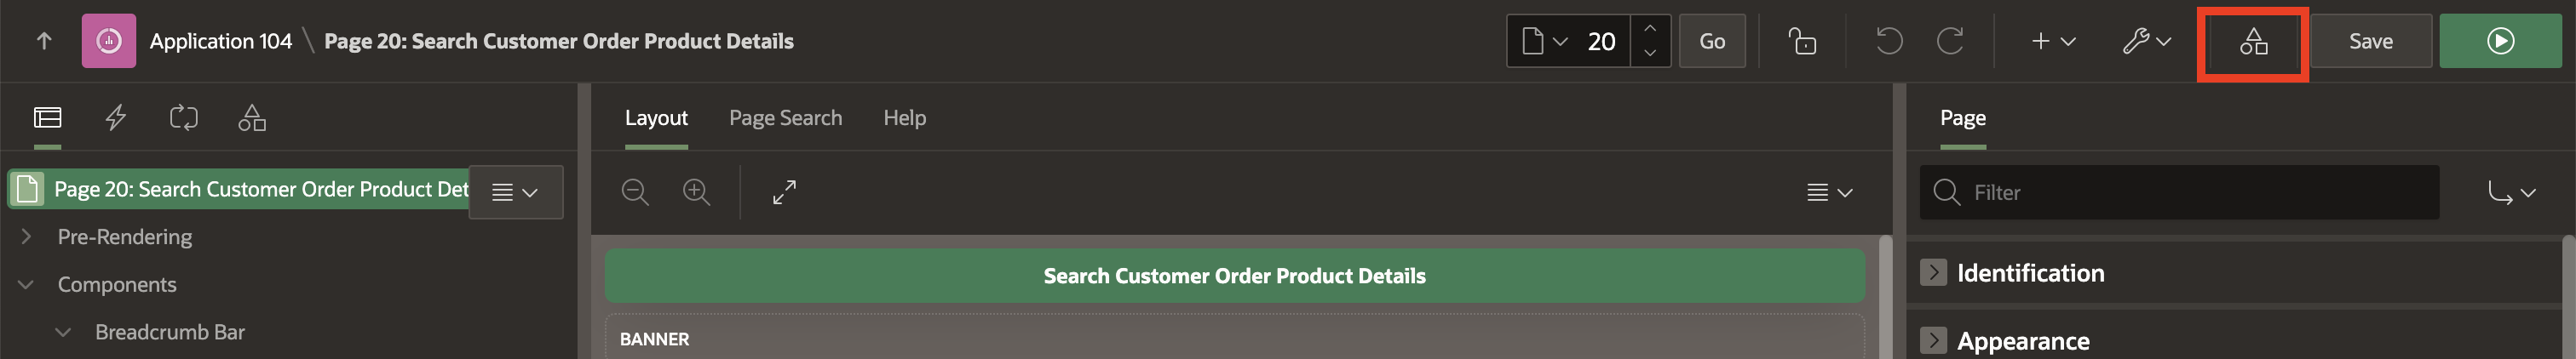 Application 104 \ Page 20: Search Customer Order Product Details
20
Go
Save
Layout
Page Search
Help
Page
Page 20: Search Customer Order Product Det
Filter
Pre-Rendering
Components
Breadcrumb Bar
Search Customer Order Product Details
BANNER
Identification
Appearance